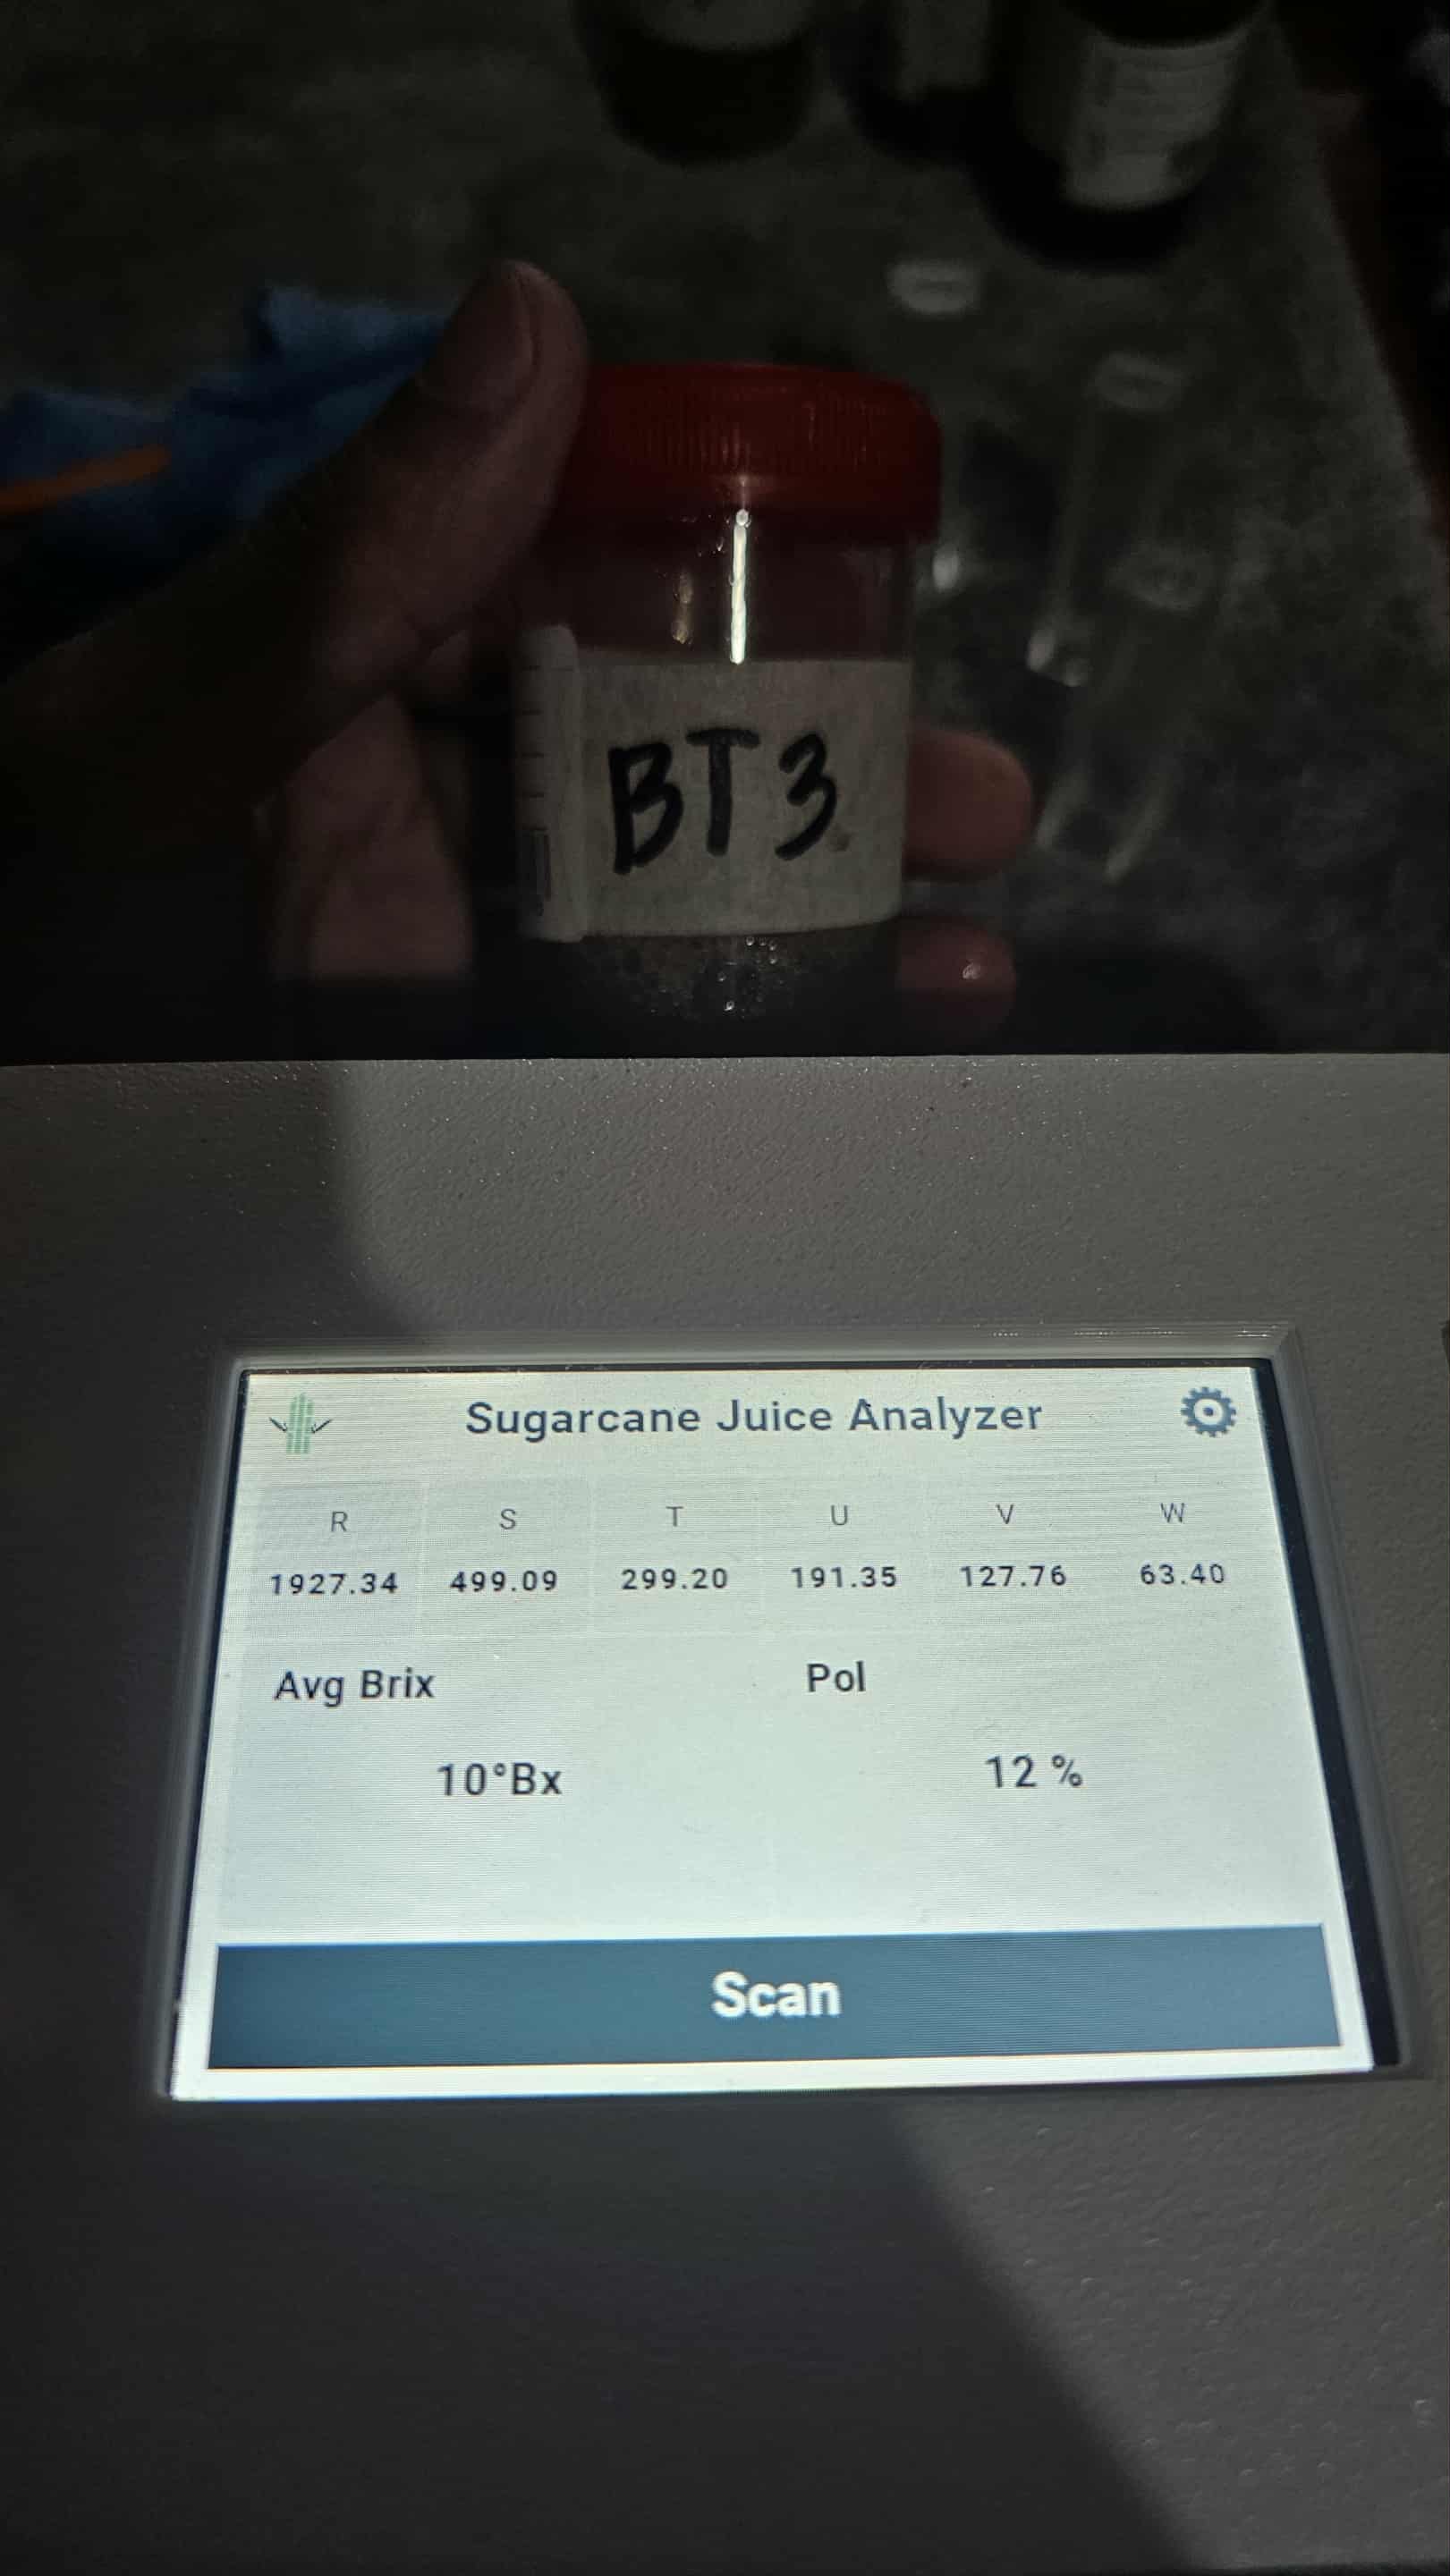 BT3
Sugarcane Juice Analyzer
R S T U V W
1927.34 499.09 299.20 191.35 127.76 63.40
Avg Brix Pol
10°Bx 12 %
Scan